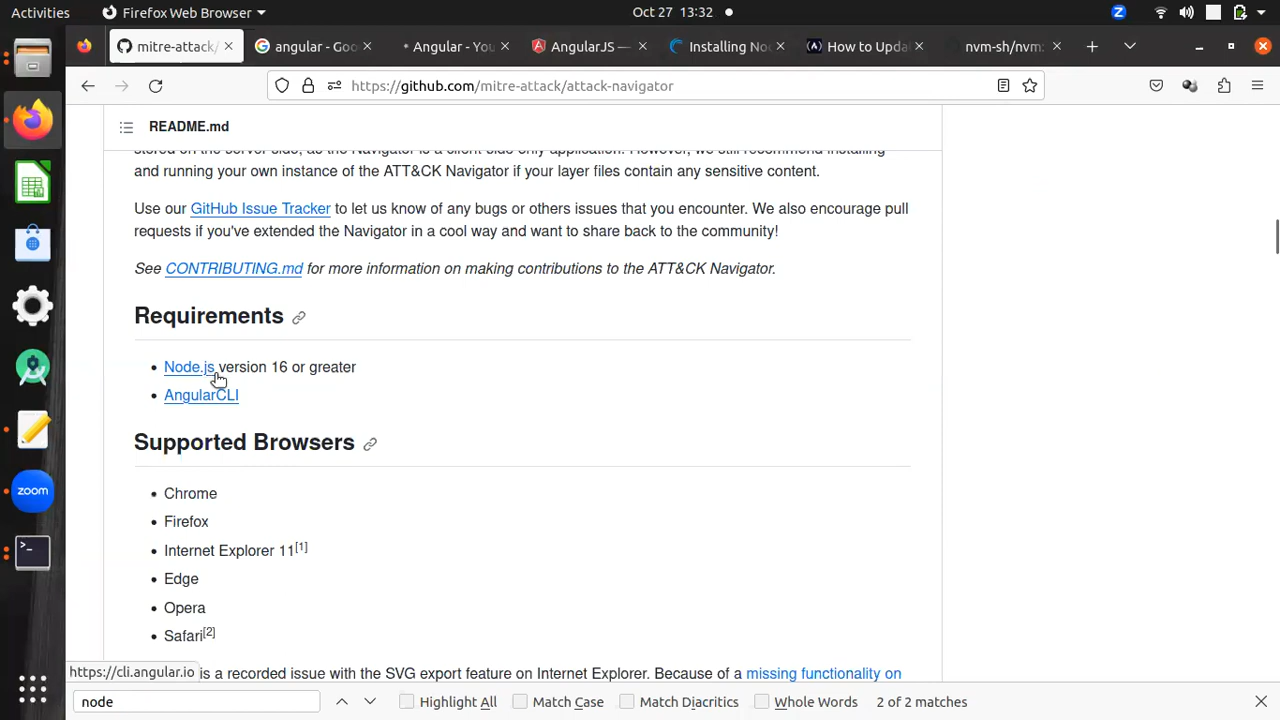 Activities
Firefox Web Browser
Oct 27 13:32
Z
mitre-attack/
angular - Goo
Angular - You
AngularJS —
Installing No
How to Upda
nvm-sh/nvm:
https://github.com/mitre-attack/attack-navigator
README.md
and running your own instance of the ATT&CK Navigator if your layer files contain any sensitive content.
Use our GitHub Issue Tracker to let us know of any bugs or others issues that you encounter. We also encourage pull
requests if you've extended the Navigator in a cool way and want to share back to the community!
See CONTRIBUTING.md for more information on making contributions to the ATT&CK Navigator.
Requirements
• Node.js version 16 or greater
• AngularCLI
Supported Browsers
• Chrome
• Firefox
• Internet Explorer 11[1]
• Edge
• Opera
• Safari[2]
zoom
https://cli.angular.io
is a recorded issue with the SVG export feature on Internet Explorer. Because of a missing functionality on
node
Highlight All
Match Case
Match Diacritics
Whole Words
2 of 2 matches